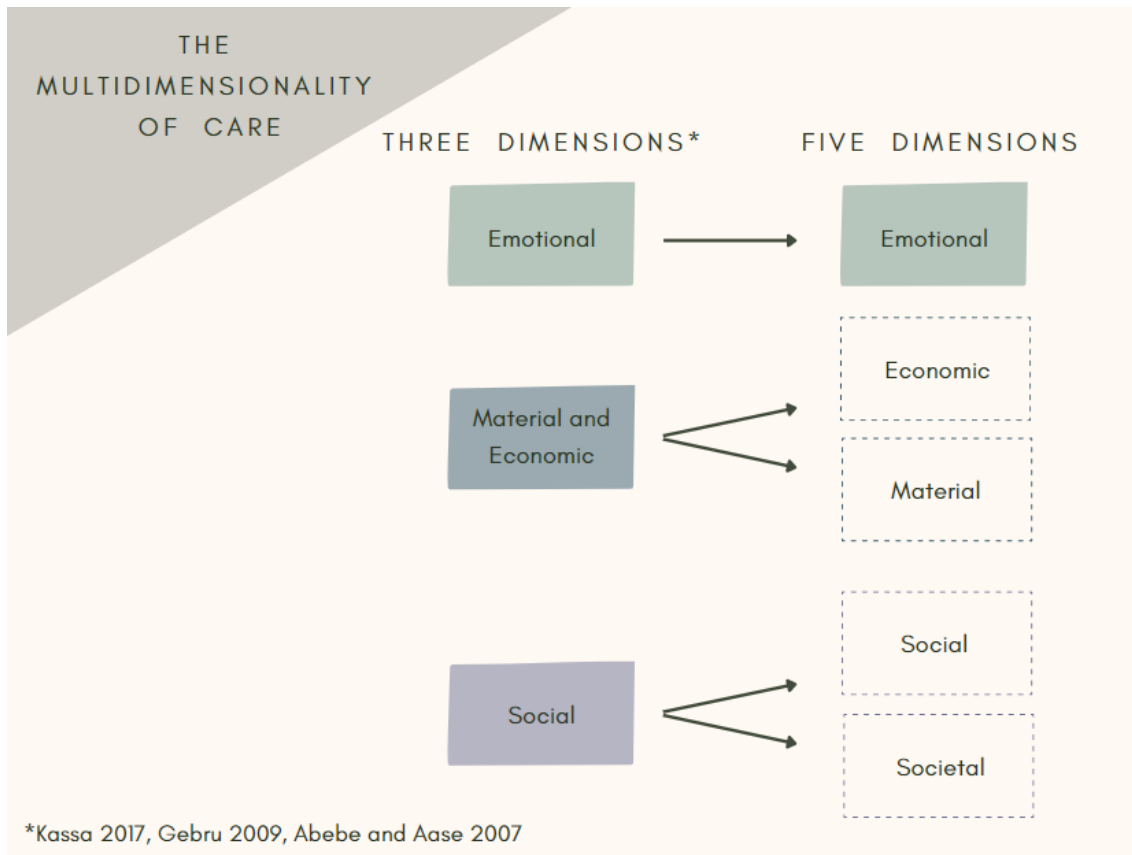 THE
MULTIDIMENSIONALITY
OF CARE
THREE DIMENSIONS*
FIVE DIMENSIONS
Emotional
Emotional
Material and
Economic
Economic
Material
Social
Social
Societal
*Kassa 2017, Gebru 2009, Abebe and Aase 2007